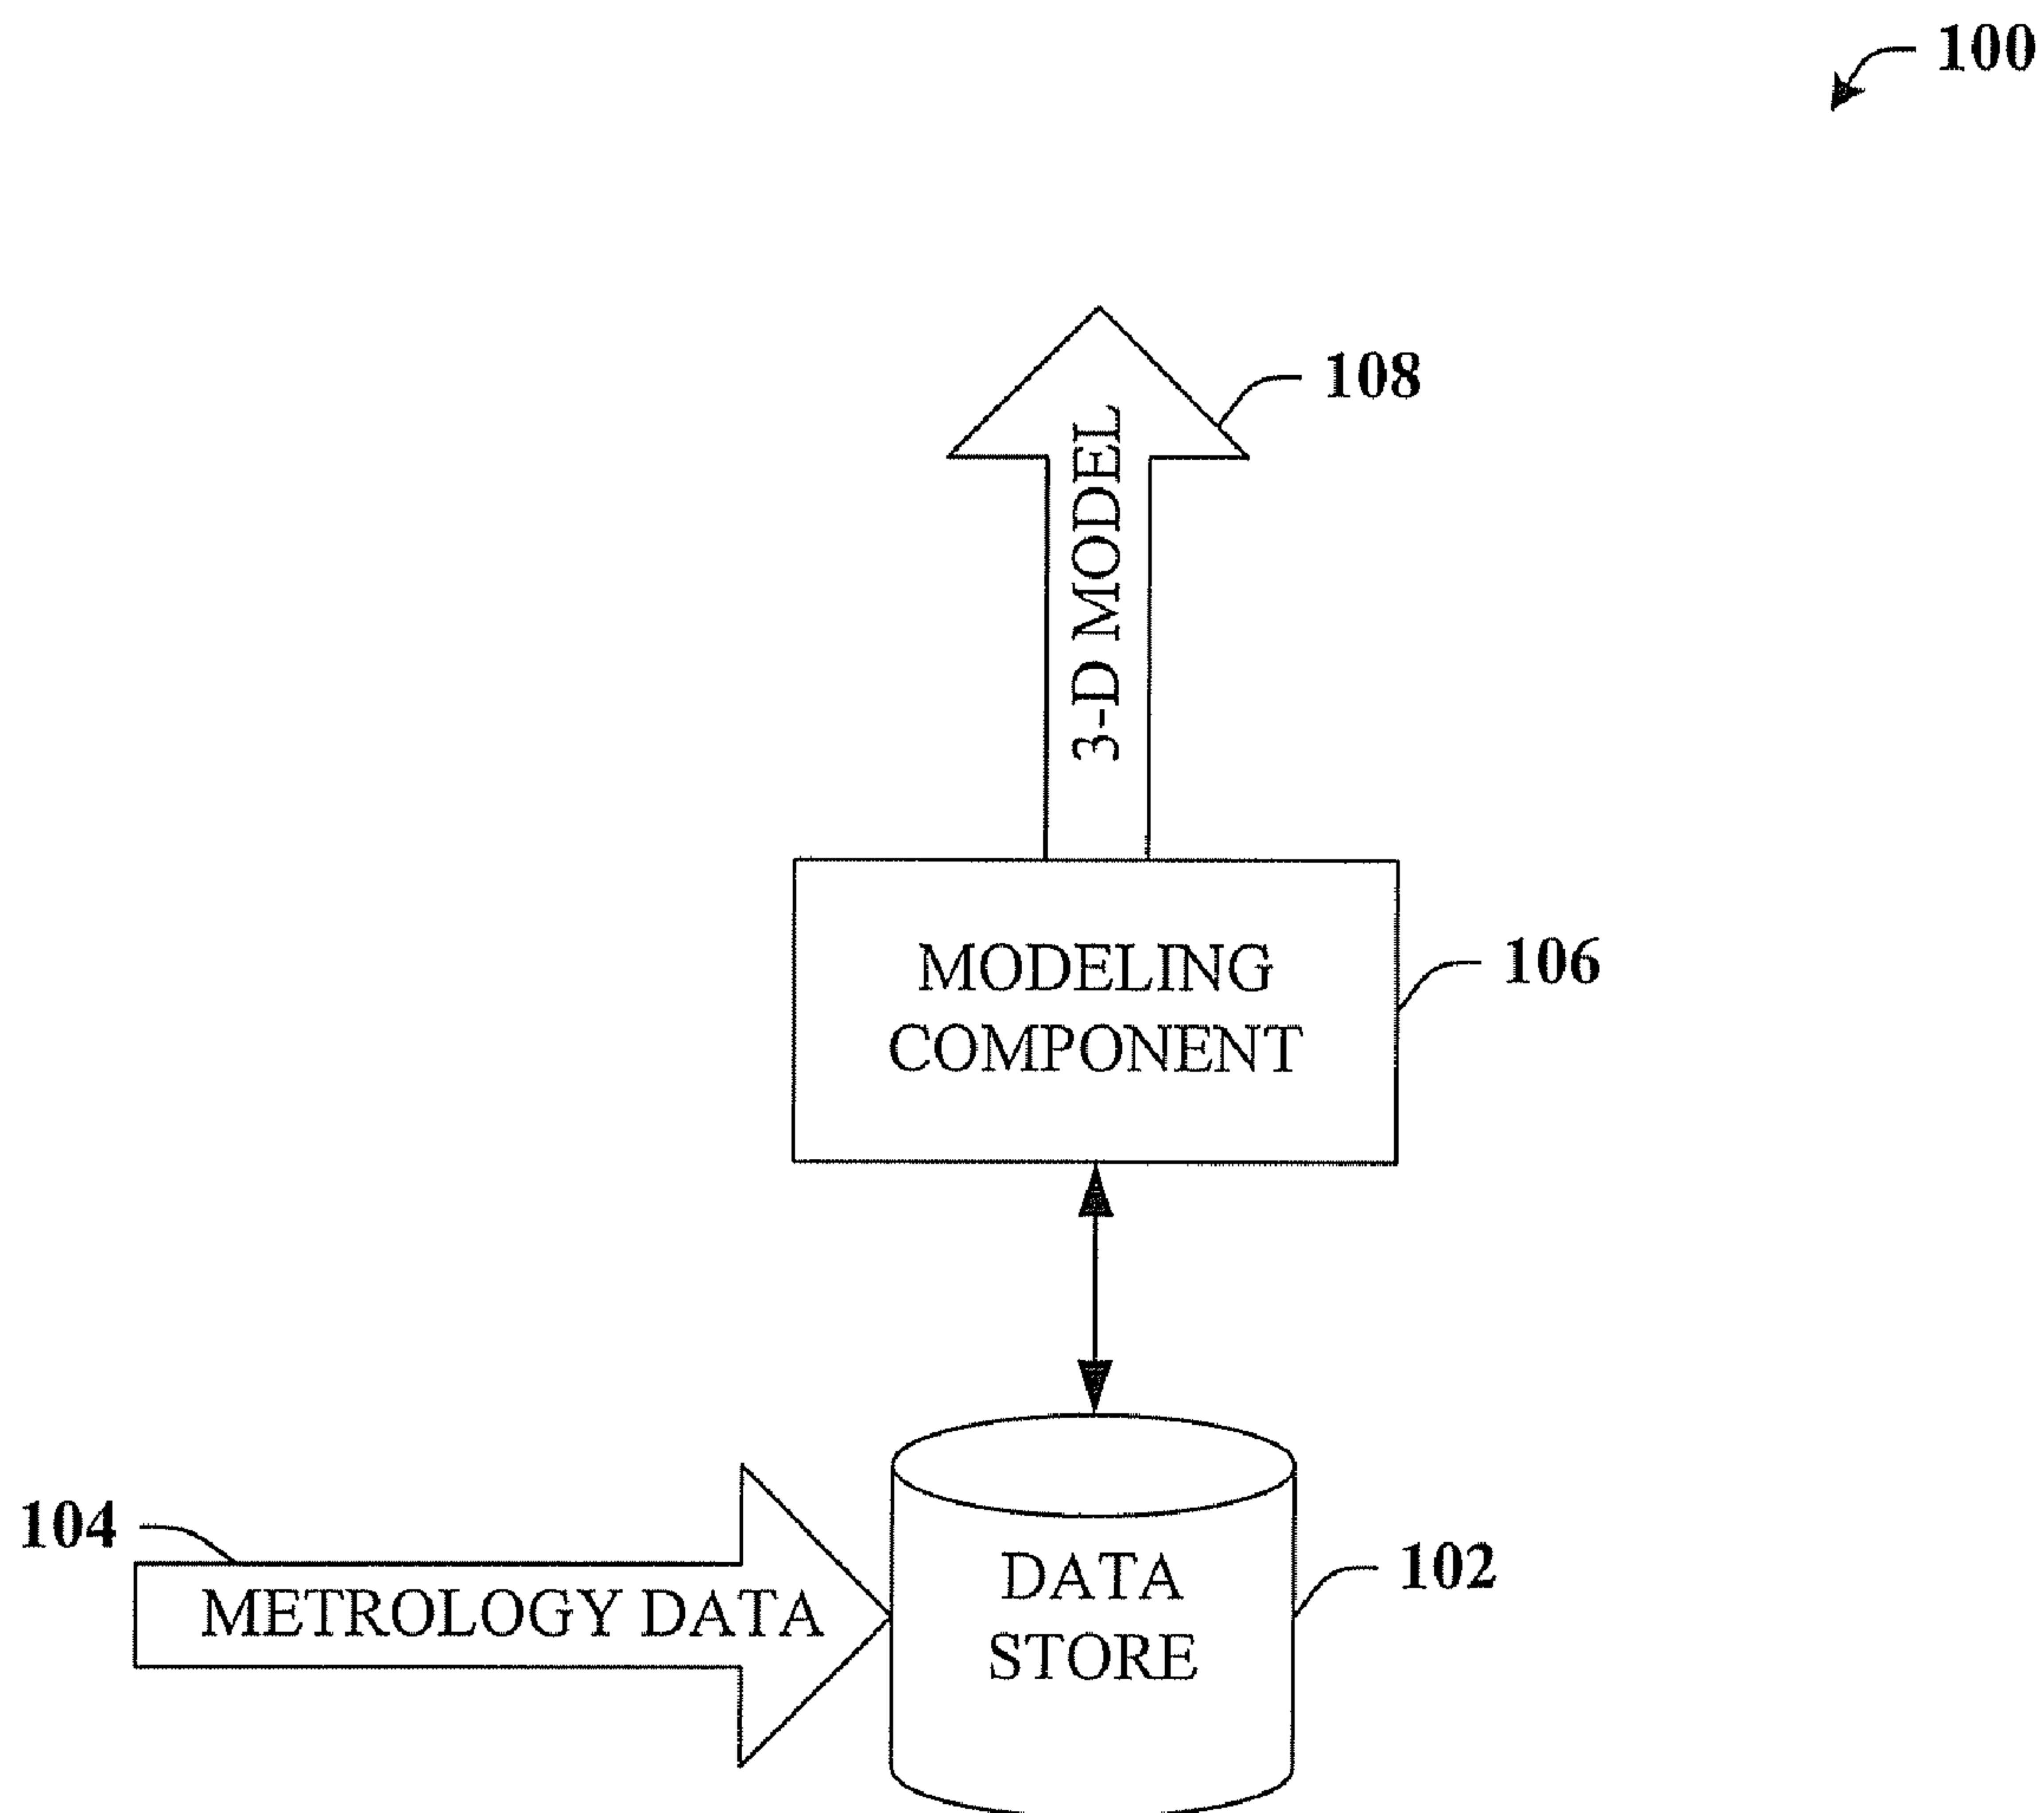 100
108
3-D MODEL
MODELING
COMPONENT
106
104
METROLOGY DATA
DATA
STORE
102